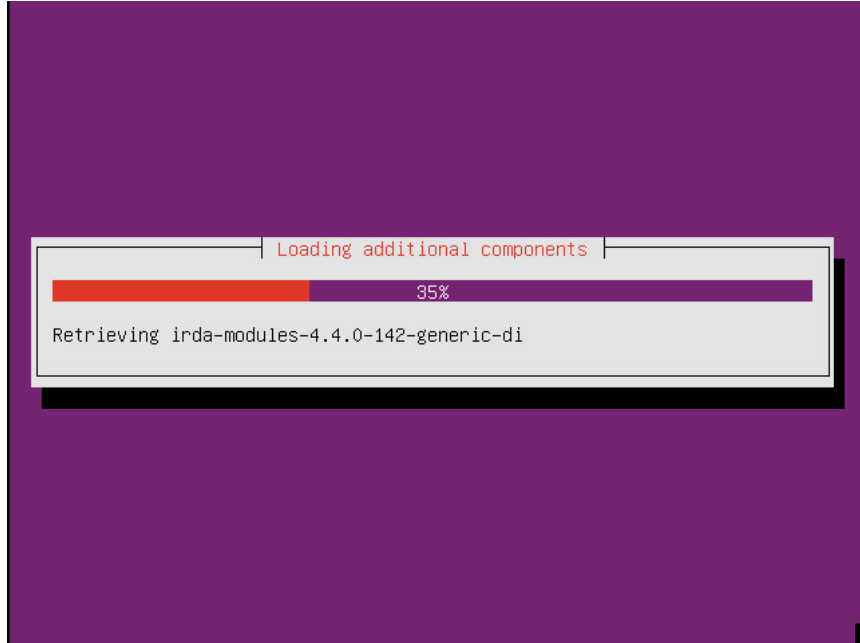 Loading additional components
35%
Retrieving irda-modules-4.4.0-142-generic-di